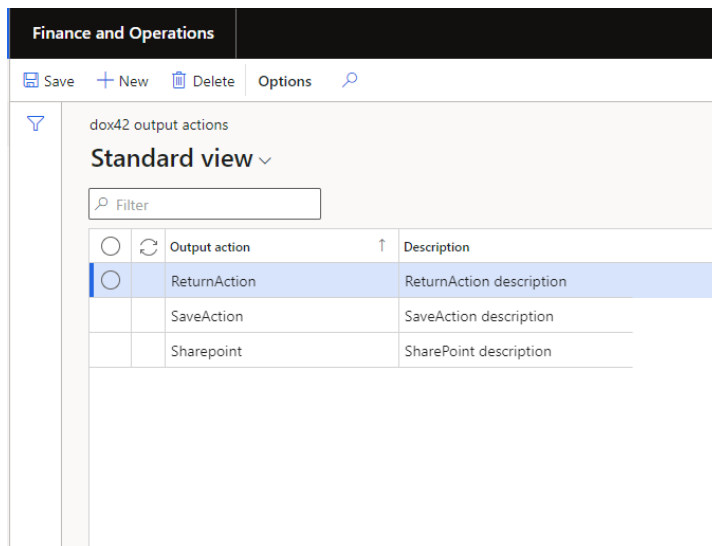 Finance and Operations
Save New Delete Options
dox42 output actions
Standard view
Filter
Output action Description
ReturnAction ReturnAction description
SaveAction SaveAction description
Sharepoint SharePoint description